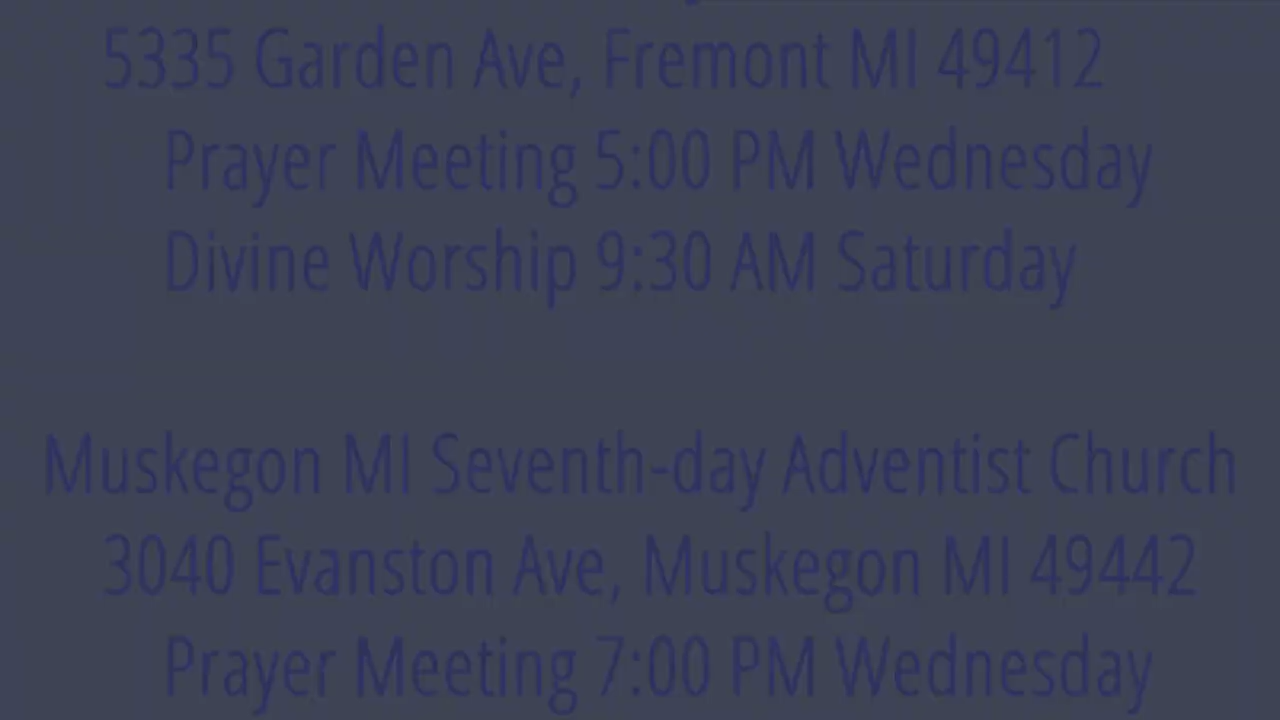 5335 Garden Ave, Fremont MI 49412
Prayer Meeting 5:00 PM Wednesday
Divine Worship 9:30 AM Saturday
Muskegon MI Seventh-day Adventist Church
3040 Evanston Ave, Muskegon MI 49442
Prayer Meeting 7:00 PM Wednesday